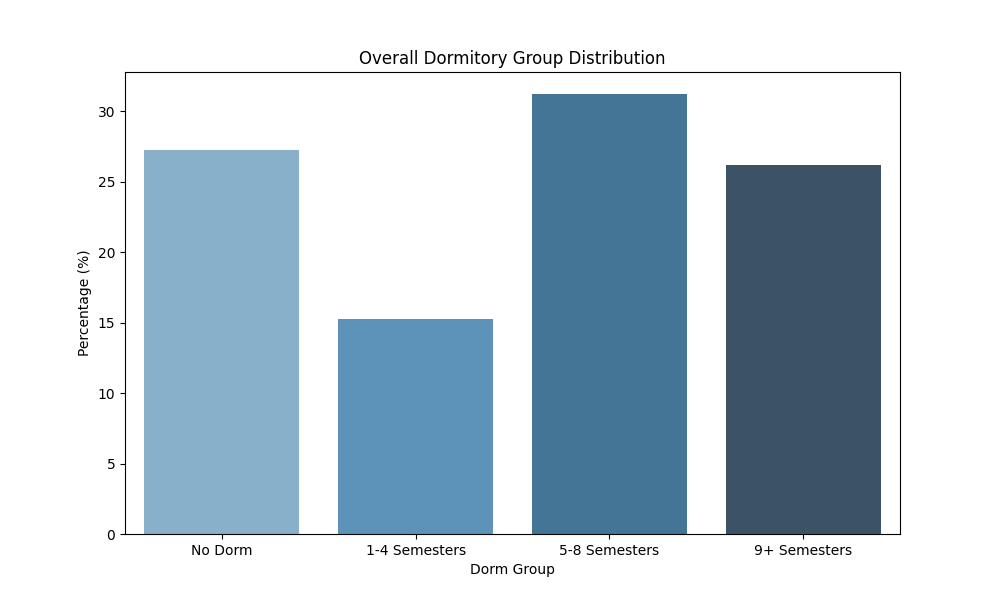 Overall Dormitory Group Distribution
Percentage (%)
30
25
20
15
10
5
0
No Dorm
1-4 Semesters
5-8 Semesters
9+ Semesters
Dorm Group